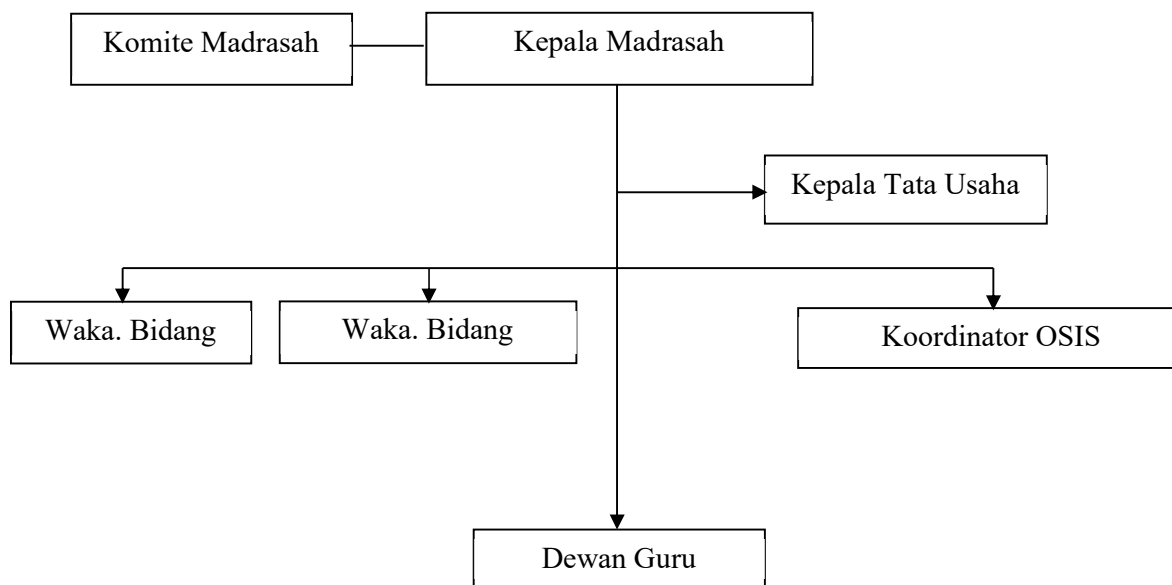 Komite Madrasah
Kepala Madrasah
Kepala Tata Usaha
Waka. Bidang
Waka. Bidang
Koordinator OSIS
Dewan Guru